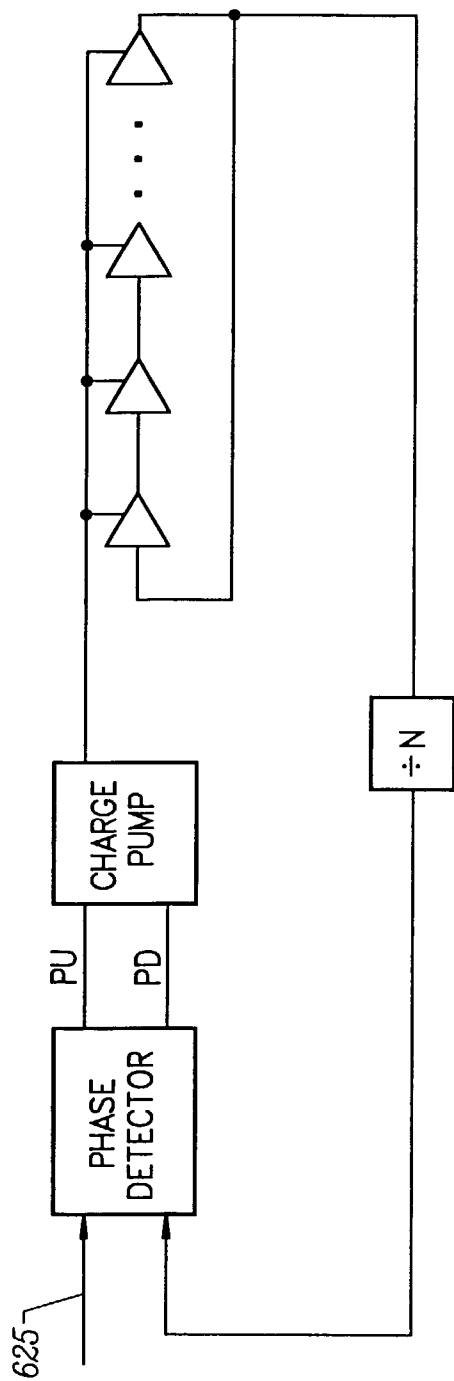 625
PHASE
DETECTOR
PU
PD
CHARGE
PUMP
÷N